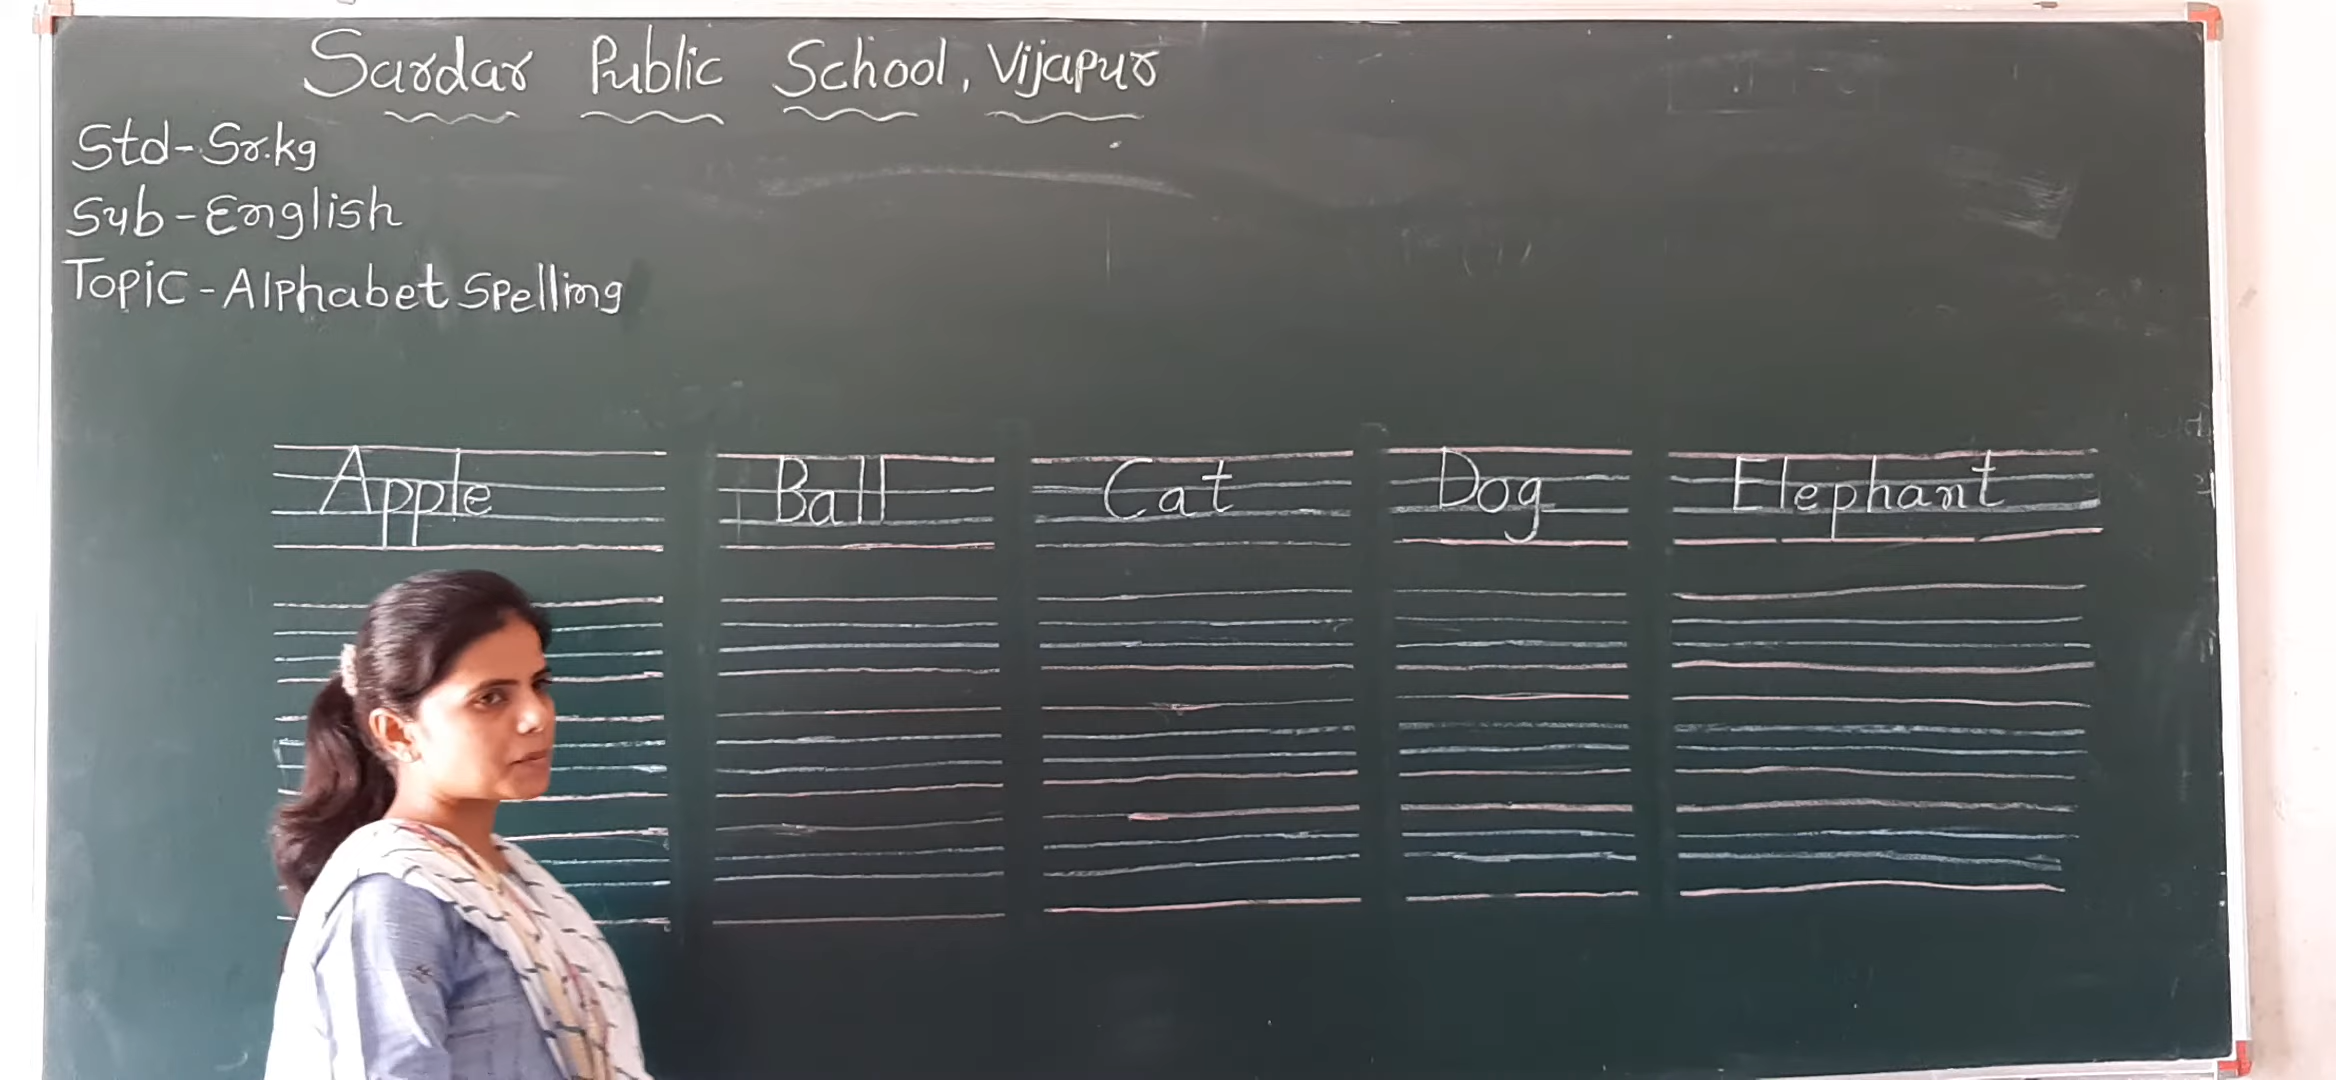 Sardar Public School, Vijapur
Std-Sr.kg
Sub-English
Topic-Alphabet Spelling
Apple Ball Cat Dog Elephant